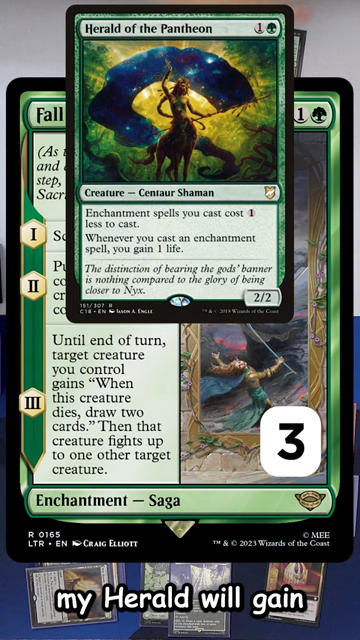 Herald of the Pantheon 1
Fall
1
(As
and
step,
Sacr
Creature — Centaur Shaman
Enchantment spells you cast cost 1
less to cast.
Whenever you cast an enchantment
spell, you gain 1 life.
The distinction of bearing the gods' banner
is nothing compared to the glory of being
closer to Nyx.
2/2
151/307 R
C18 • EN Jason A. Engle
™ & © 2018 Wizards of the Coast
I
Sc
II
Pu
co
cr
co
III
Until end of turn,
target creature
you control
gains “When
this creature
dies, draw two
cards.” Then that
creature fights up
to one other target
creature.
3
Enchantment — Saga
R 0165
LTR • EN Craig Elliott
© MEE
™ & © 2023 Wizards of the Coast
my Herald will gain